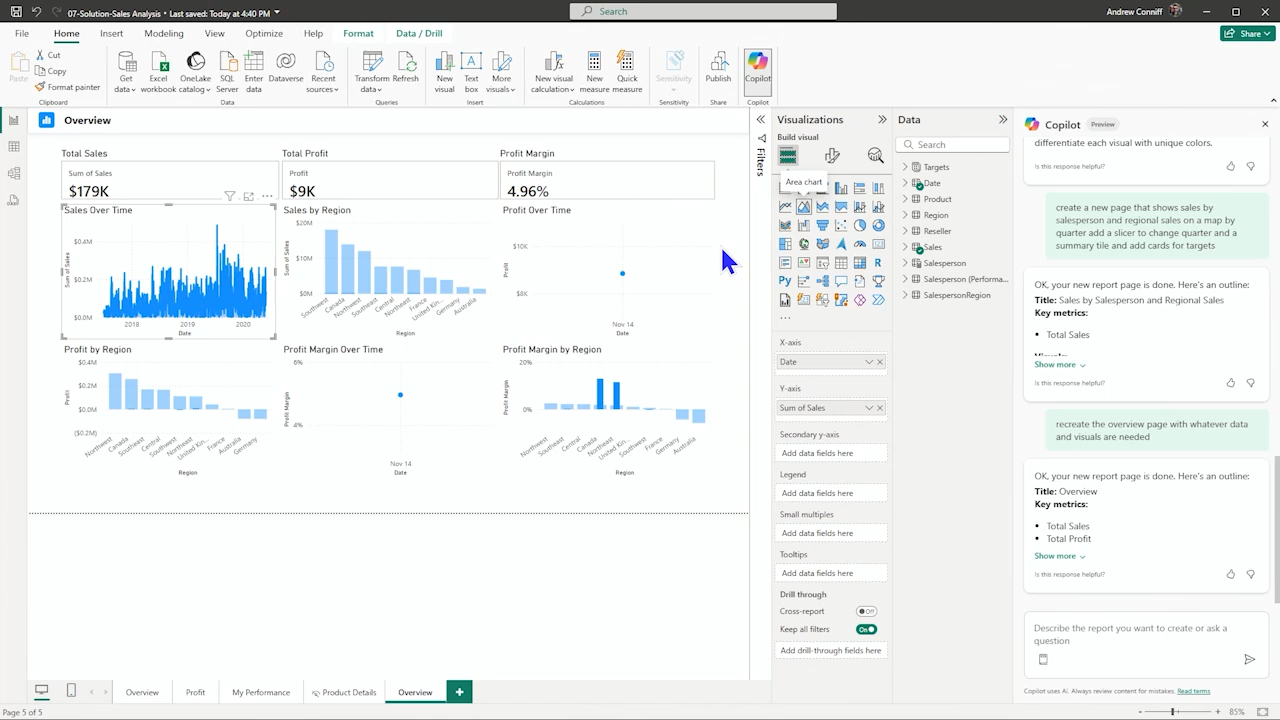 07-Solution-Sales Analysis • Last saved: Today at 4:40 PM
Search
Andrew Conniff
File
Home
Insert
Modeling
View
Optimize
Help
Format
Data / Drill
Share
Paste
Cut
Copy
Format painter
Clipboard
Get data
Excel workbook
OneLake catalog
SQL Server
Enter data
Dataverse
Recent sources
Data
Transform data
Refresh
Queries
New visual
Text box
More visuals
Insert
New visual calculation
New measure
Quick measure
Calculations
Sensitivity
Sensitivity
Publish
Share
Copilot
Copilot
Overview
Total Sales
Sum of Sales
$179K
Total Profit
Profit
$9K
Profit Margin
Profit Margin
4.96%
Sales Over Time
Sum of Sales
$0.4M
$0.2M
$0.0M
2018
2019
2020
Date
Sales by Region
Sum of Sales
$20M
$10M
$0M
Southwest
Canada
Northwest
Southeast
Central
Northeast
France
United Kin...
Germany
Australia
Region
Profit Over Time
Profit
$10K
$8K
Nov 14
Date
Profit by Region
Profit
$0.4M
$0.2M
$0.0M
($0.2M)
Northwest
Canada
Southeast
Central
Southwest
Northeast
United Kin...
France
Australia
Germany
Region
Profit Margin Over Time
Profit Margin
6%
4%
Nov 14
Date
Profit Margin by Region
Profit Margin
20%
0%
Northwest
Southeast
Central
Canada
Northeast
United Kin...
Southwest
France
Germany
Australia
Region
Filters
Visualizations
Build visual
Area chart
R
Py
...
X-axis
Date
Y-axis
Sum of Sales
Secondary y-axis
Add data fields here
Legend
Add data fields here
Small multiples
Add data fields here
Tooltips
Add data fields here
Drill through
Cross-report
Off
Keep all filters
On
Add drill-through fields here
Data
Search
Targets
Date
Product
Region
Reseller
Sales
Salesperson
Salesperson (Performa...
SalespersonRegion
Copilot
Preview
differentiate each visual with unique colors.
Is this response helpful?
create a new page that shows sales by
salesperson and regional sales on a map by
quarter add a slicer to change quarter and a
summary tile and add cards for targets
OK, your new report page is done. Here's an outline:
Title: Sales by Salesperson and Regional Sales
Key metrics:
• Total Sales
Show more
Is this response helpful?
recreate the overview page with whatever data
and visuals are needed
OK, your new report page is done. Here's an outline:
Title: Overview
Key metrics:
• Total Sales
• Total Profit
Show more
Is this response helpful?
Describe the report you want to create or ask a
question
Copilot uses AI. Always review content for mistakes. Read terms
Overview
Profit
My Performance
Product Details
Overview
+
Page 5 of 5
- + 85%